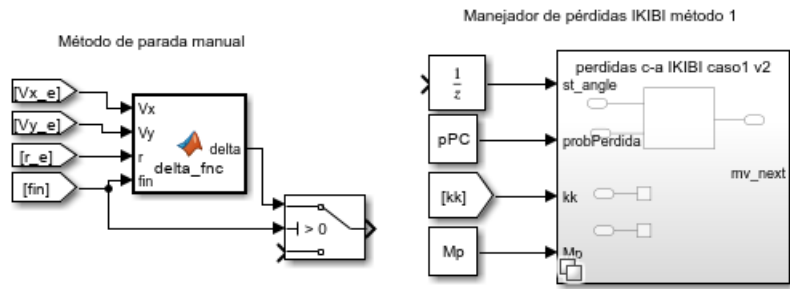 Método de parada manual
[Vx_e]
[Vy_e]
[r_e]
[fin]
Vx
Vy
r
fin
delta
delta_fnc
> 0
Manejador de pérdidas IKIBI método 1
1
z
pPC
[kk]
Mp
perdidas c-a IKIBI caso1 v2
st_angle
probPerdida
kk
Mp
mv_next